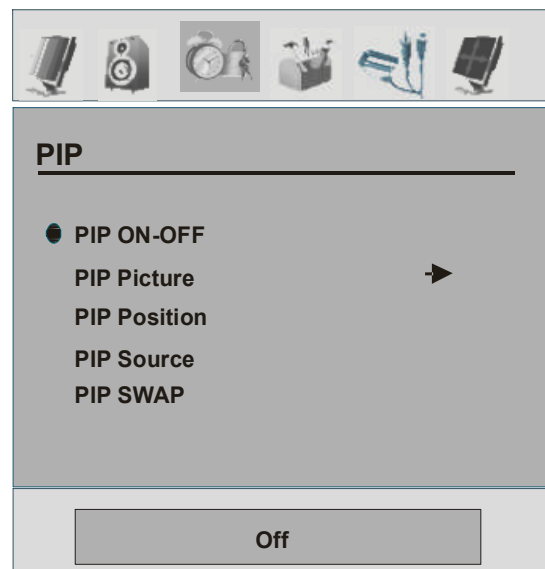 PIP
PIP ON-OFF
PIP Picture
PIP Position
PIP Source
PIP SWAP
Off